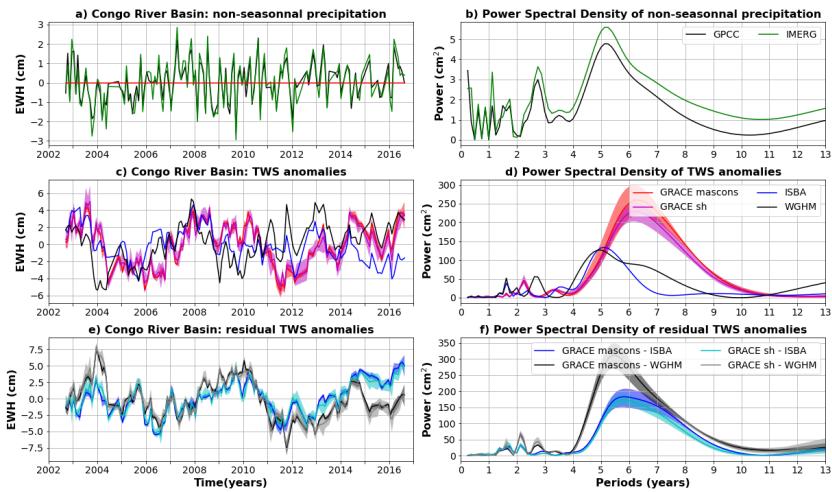 a) Congo River Basin: non-seasonnal precipitation
EWH (cm)
3
2
1
0
−1
−2
−3
2002 2004 2006 2008 2010 2012 2014 2016
b) Power Spectral Density of non-seasonnal precipitation
Power (cm²)
5
4
3
2
1
0
GPCC IMERG
0 1 2 3 4 5 6 7 8 9 10 11 12 13
c) Congo River Basin: TWS anomalies
EWH (cm)
6
4
2
0
−2
−4
−6
2002 2004 2006 2008 2010 2012 2014 2016
d) Power Spectral Density of TWS anomalies
Power (cm²)
300
250
200
150
100
50
0
GRACE mascons ISBA
GRACE sh WGHM
0 1 2 3 4 5 6 7 8 9 10 11 12 13
e) Congo River Basin: residual TWS anomalies
EWH (cm)
7.5
5.0
2.5
0.0
−2.5
−5.0
−7.5
2002 2004 2006 2008 2010 2012 2014 2016
Time(years)
f) Power Spectral Density of residual TWS anomalies
Power (cm²)
350
300
250
200
150
100
50
0
GRACE mascons - ISBA GRACE sh - ISBA
GRACE mascons - WGHM GRACE sh - WGHM
0 1 2 3 4 5 6 7 8 9 10 11 12 13
Periods (years)